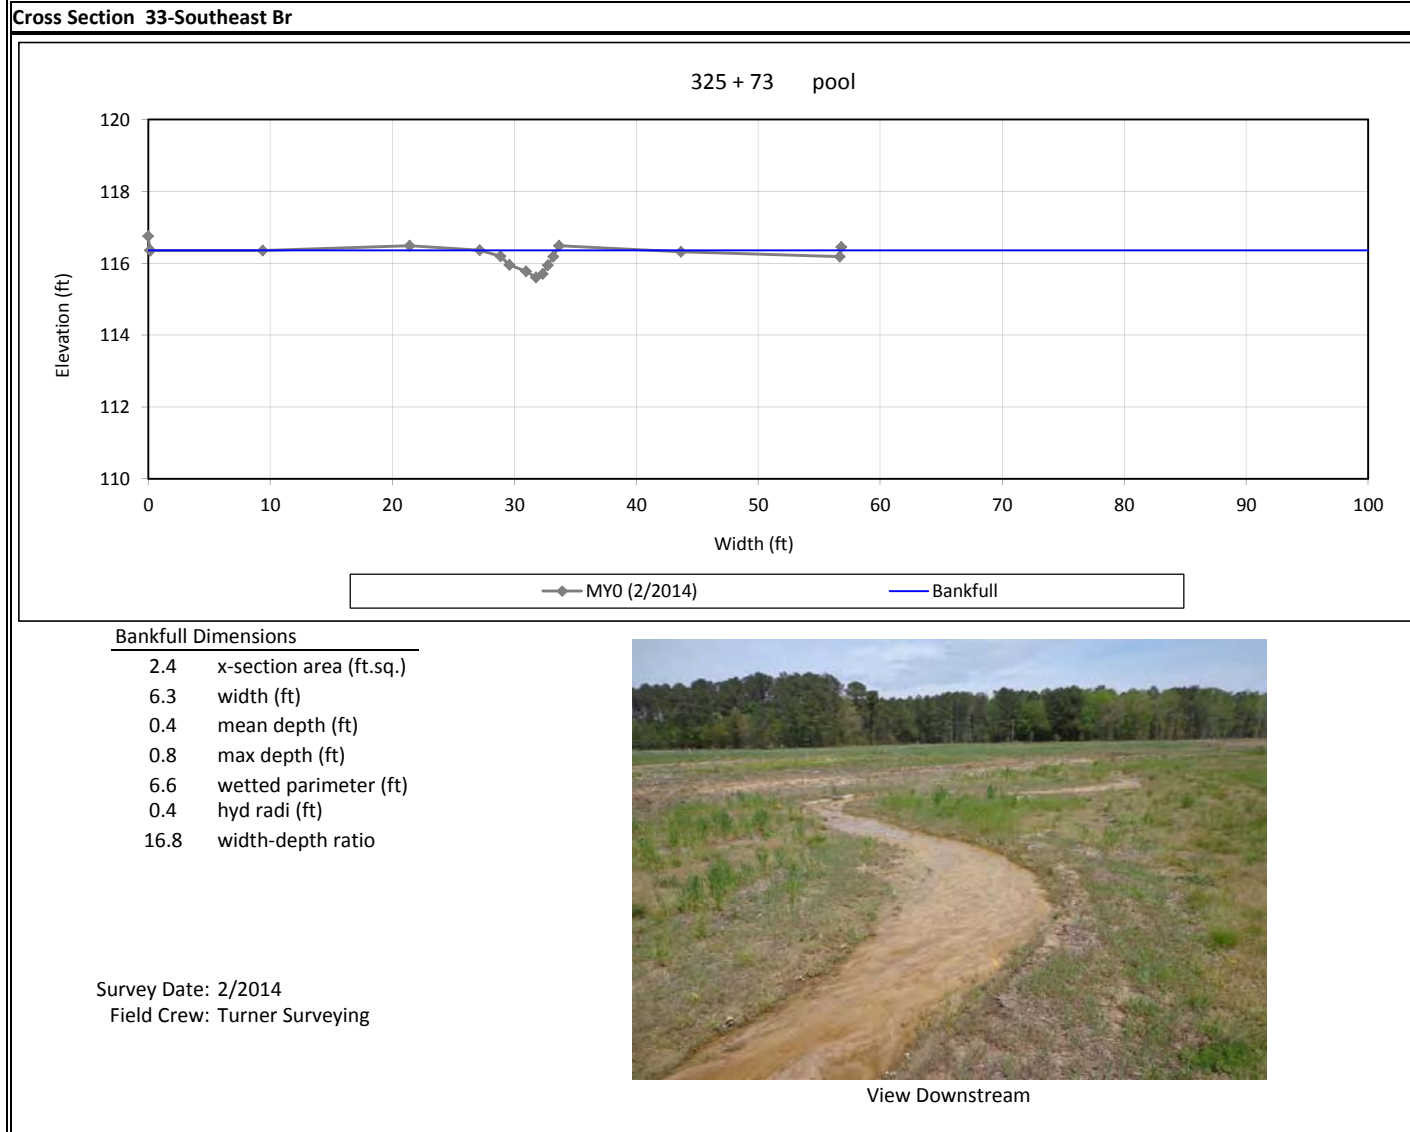 Cross Section  33-Southeast Br
325 + 73      pool
120
118
116
114
112
110
Elevation (ft)
0 10 20 30 40 50 60 70 80 90 100
Width (ft)
MY0 (2/2014) Bankfull
Bankfull Dimensions
2.4 x-section area (ft.sq.)
6.3 width (ft)
0.4 mean depth (ft)
0.8 max depth (ft)
6.6 wetted parimeter (ft)
0.4 hyd radi (ft)
16.8 width-depth ratio
Survey Date: 2/2014
Field Crew: Turner Surveying
View Downstream